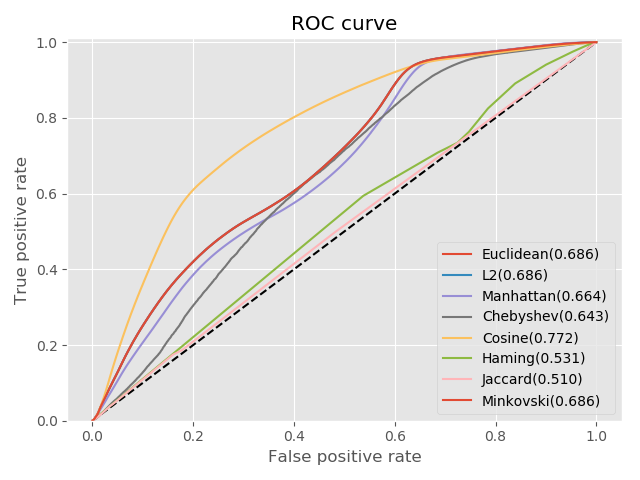 ROC curve
1.0
0.8
0.6
0.4
0.2
0.0
True positive rate
Euclidean(0.686)
L2(0.686)
Manhattan(0.664)
Chebyshev(0.643)
Cosine(0.772)
Haming(0.531)
Jaccard(0.510)
Minkovski(0.686)
0.0 0.2 0.4 0.6 0.8 1.0
False positive rate